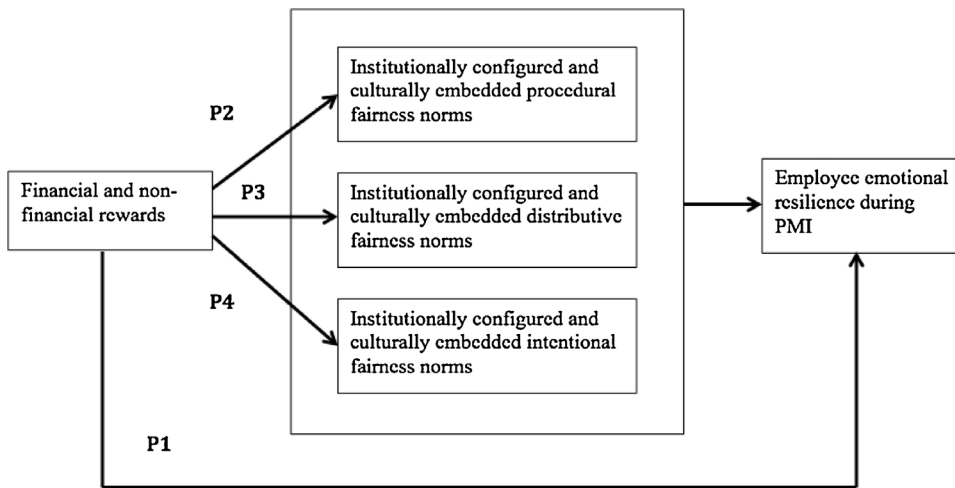 Institutionally configured and
culturally embedded procedural
fairness norms
P2
Financial and non-
financial rewards
P3
Institutionally configured and
culturally embedded distributive
fairness norms
Employee emotional
resilience during
PMI
P4
Institutionally configured and
culturally embedded intentional
fairness norms
P1